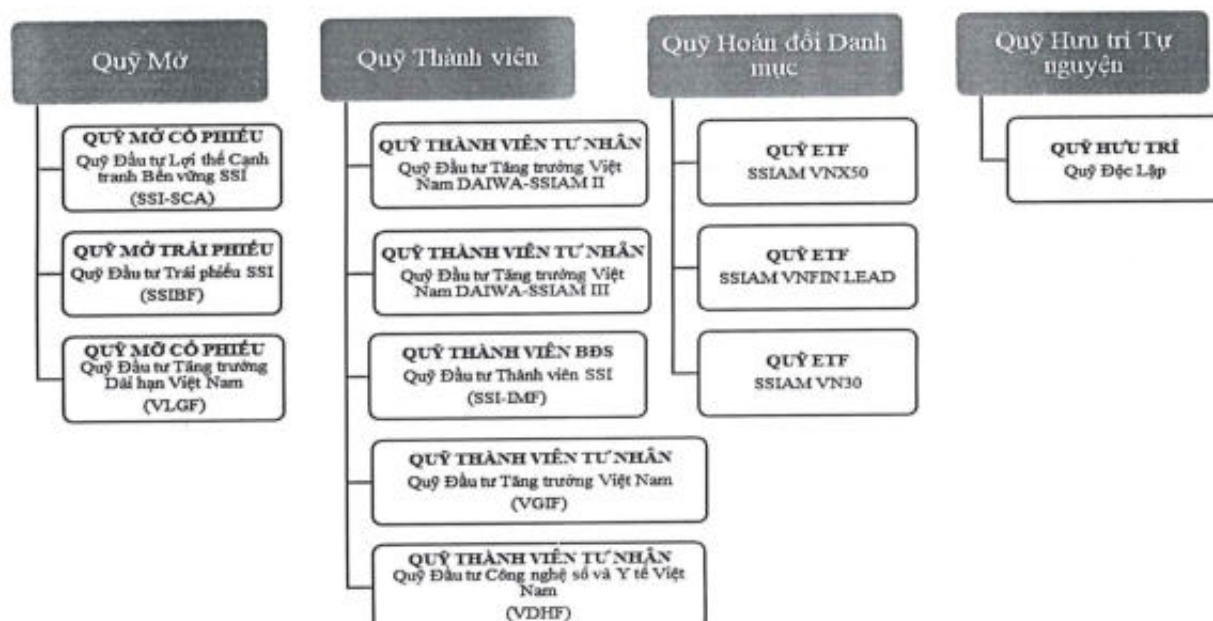 Quỹ Mở
QUỸ MỞ CỔ PHIẾU
Quỹ Đầu tư Lợi thế Cạnh
tranh Bền vững SSI
(SSI-SCA)
QUỸ MỞ TRÁI PHIẾU
Quỹ Đầu tư Trái phiếu SSI
(SSIBF)
QUỸ MỞ CỔ PHIẾU
Quỹ Đầu tư Tăng trưởng
Dài hạn Việt Nam
(VLGF)
Quỹ Thành viên
QUỸ THÀNH VIÊN TƯ NHÂN
Quỹ Đầu tư Tăng trưởng Việt
Nam DAIWA-SSIAM II
QUỸ THÀNH VIÊN TƯ NHÂN
Quỹ Đầu tư Tăng trưởng Việt
Nam DAIWA-SSIAM III
QUỸ THÀNH VIÊN BĐS
Quỹ Đầu tư Thành viên SSI
(SSI-IMF)
QUỸ THÀNH VIÊN TƯ NHÂN
Quỹ Đầu tư Tăng trưởng Việt Nam
(VGIF)
QUỸ THÀNH VIÊN TƯ NHÂN
Quỹ Đầu tư Công nghệ số và Y tế Việt
Nam
(VDHF)
Quỹ Hoán đổi Danh
mục
QUỸ ETF
SSIAM VNX50
QUỸ ETF
SSIAM VNFIN LEAD
QUỸ ETF
SSIAM VN30
Quỹ Hưu trí Tự
nguyện
QUỸ HƯU TRÍ
Quỹ Độc Lập